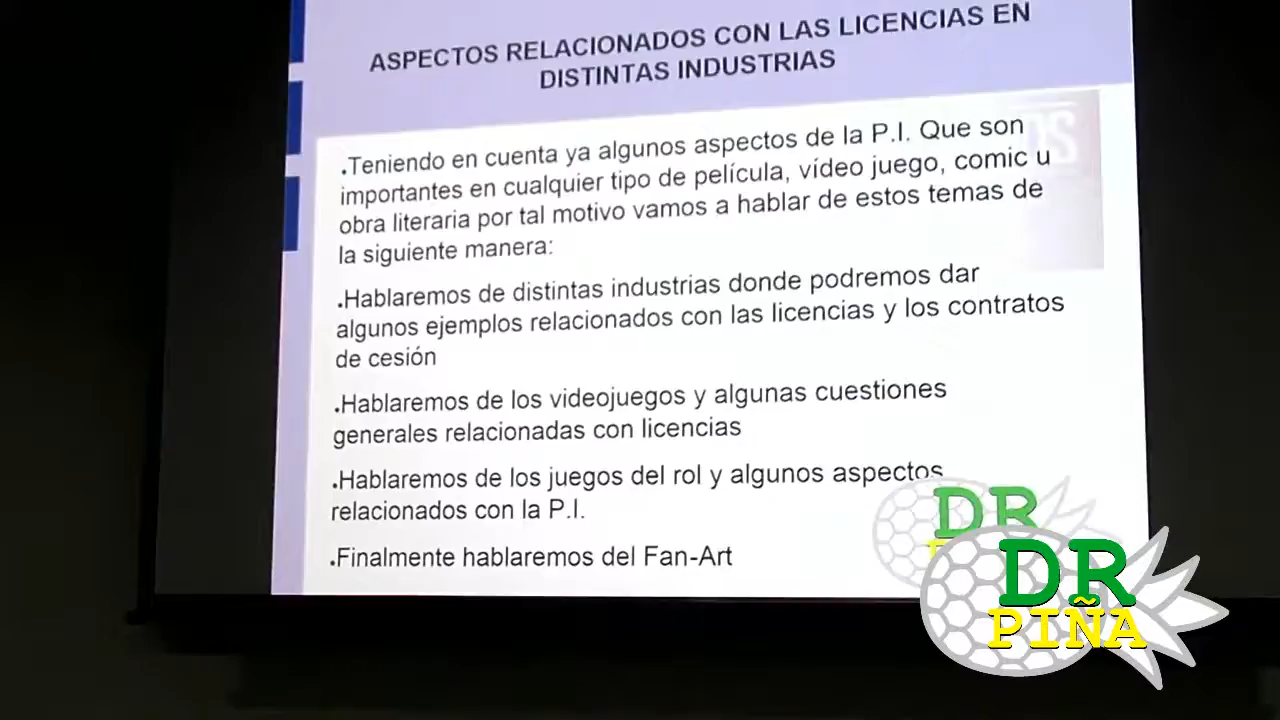 ASPECTOS RELACIONADOS CON LAS LICENCIAS EN
DISTINTAS INDUSTRIAS
.Teniendo en cuenta ya algunos aspectos de la P.I. Que son
importantes en cualquier tipo de película, vídeo juego, comic u
obra literaria por tal motivo vamos a hablar de estos temas de
la siguiente manera:
.Hablaremos de distintas industrias donde podremos dar
algunos ejemplos relacionados con las licencias y los contratos
de cesión
.Hablaremos de los videojuegos y algunas cuestiones
generales relacionadas con licencias
.Hablaremos de los juegos del rol y algunos aspectos
relacionados con la P.I.
.Finalmente hablaremos del Fan-Art
DR
DR
PIÑA